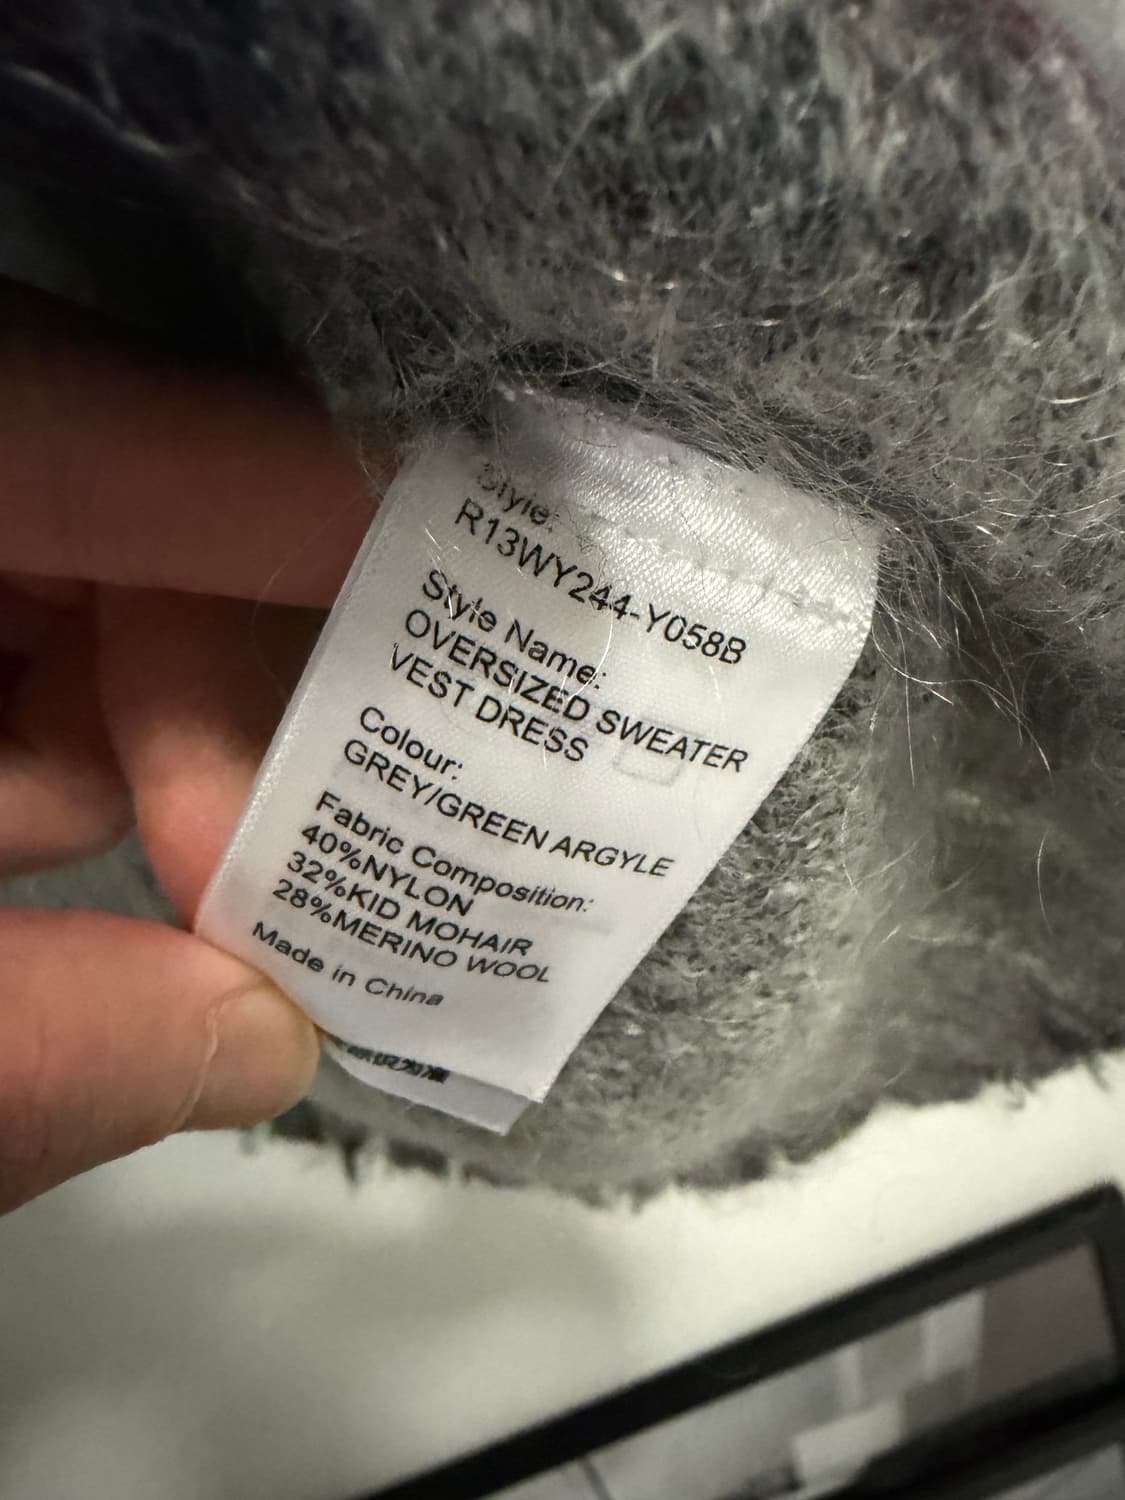 Style:
R13WY244-Y058B
Style Name:
OVERSIZED SWEATER
VEST DRESS
Colour:
GREY/GREEN ARGYLE
Fabric Composition:
40%NYLON
32%KID MOHAIR
28%MERINO WOOL
Made in China